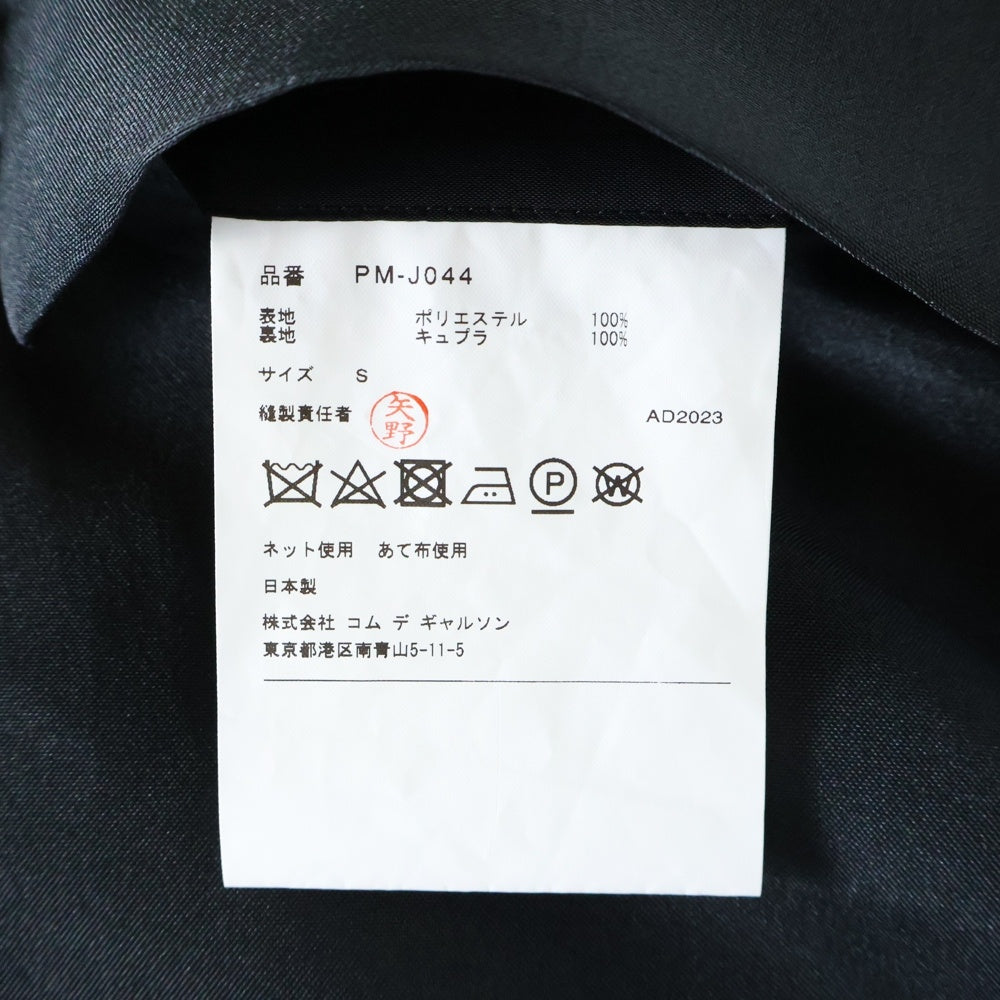 品番 PM-J044
表地 ポリエステル 100%
裏地 キュプラ 100%
サイズ S
縫製責任者 矢野 AD2023
P W
ネット使用 あて布使用
日本製
株式会社 コム デ ギャルソン
東京都港区南青山5-11-5